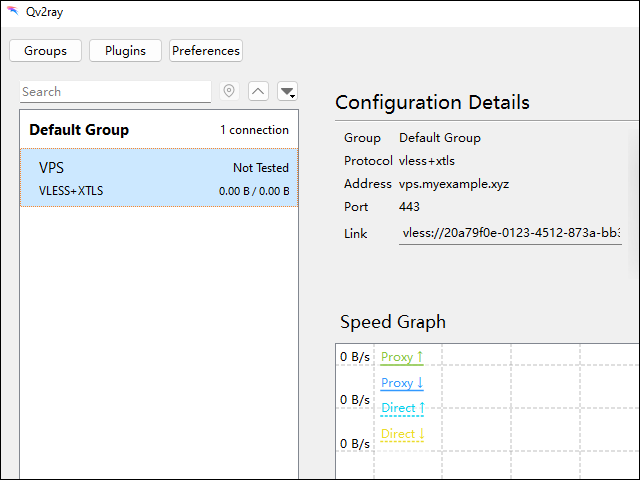 Qv2ray
Groups Plugins Preferences
Search
Default Group 1 connection
VPS Not Tested
VLESS+XTLS 0.00 B / 0.00 B
Configuration Details
Group Default Group
Protocol vless+xtls
Address vps.myexample.xyz
Port 443
Link vless://20a79f0e-0123-4512-873a-bb3
Speed Graph
0 B/s Proxy ↑
Proxy ↓
0 B/s Direct ↑
Direct ↓
0 B/s